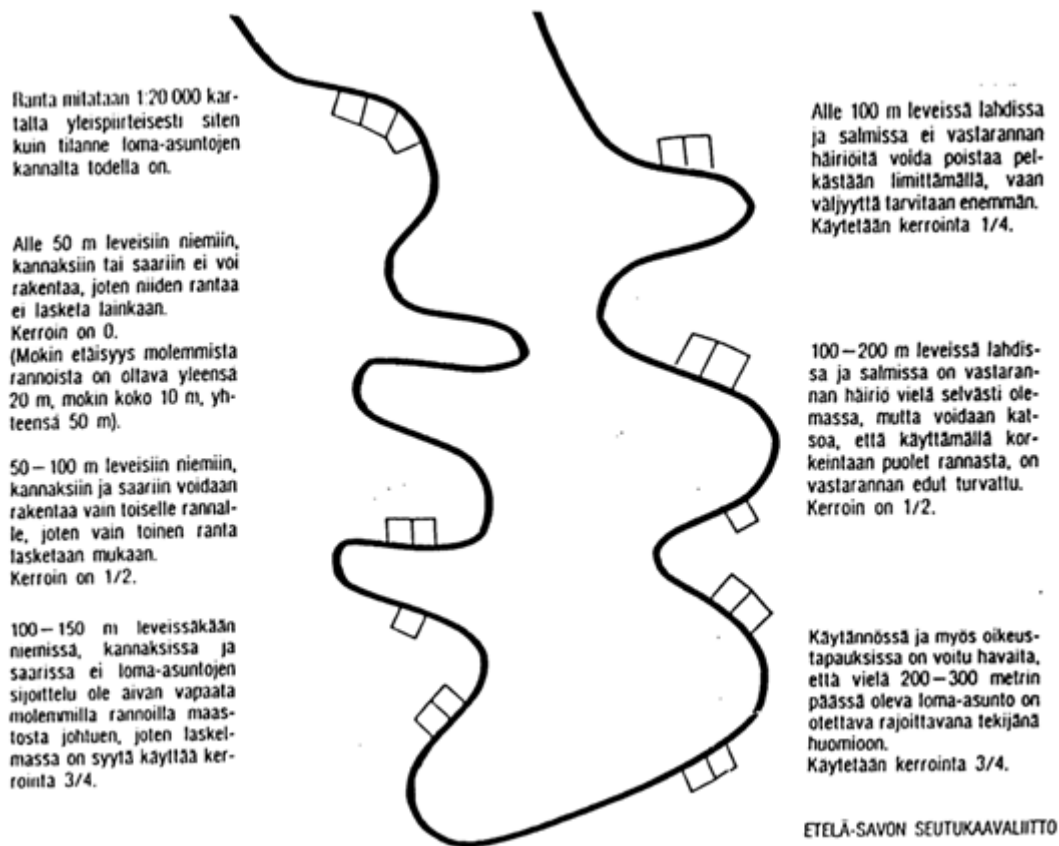 Ranta mitataan 1:20 000 kar-
talta yleispiirteisesti siten
kuin tilanne loma-asuntojen
kannalta todella on.
Alle 50 m leveisiin niemiin,
kannaksiin tai saariin ei voi
rakentaa, joten niiden rantaa
ei lasketa lainkaan.
Kerroin on 0.
(Mökin etäisyys molemmista
rannoista on oltava yleensä
20 m, mökin koko 10 m, yh-
teensä 50 m).
50–100 m leveisiin niemiin,
kannaksiin ja saariin voidaan
rakentaa vain toiselle rannal-
le, joten vain toinen ranta
lasketaan mukaan.
Kerroin on 1/2.
100–150 m leveissäkään
niemissä, kannaksissa ja
saarissa ei loma-asuntojen
sijoittelu ole aivan vapaata
molemmilla rannoilla maas-
tosta johtuen, joten laskel-
massa on syytä käyttää ker-
rointa 3/4.
Alle 100 m leveissä lahdissa
ja salmissa ei vastarannan
häiriöitä voida poistaa pel-
kästään limittämällä, vaan
väljyyttä tarvitaan enemmän.
Käytetään kerrointa 1/4.
100–200 m leveissä lahdis-
sa ja salmissa on vastaran-
nan häiriö vielä selvästi ole-
massa, mutta voidaan kat-
soa, että käyttämällä kor-
keintaan puolet rannasta, on
vastarannan edut turvattu.
Kerroin on 1/2.
Käytännössä ja myös oikeus-
tapauksissa on voitu havaita,
että vielä 200–300 metrin
päässä oleva loma-asunto on
otettava rajoittavana tekijänä
huomioon.
Käytetään kerrointa 3/4.
ETELÄ-SAVON SEUTUKAAVALIITTO